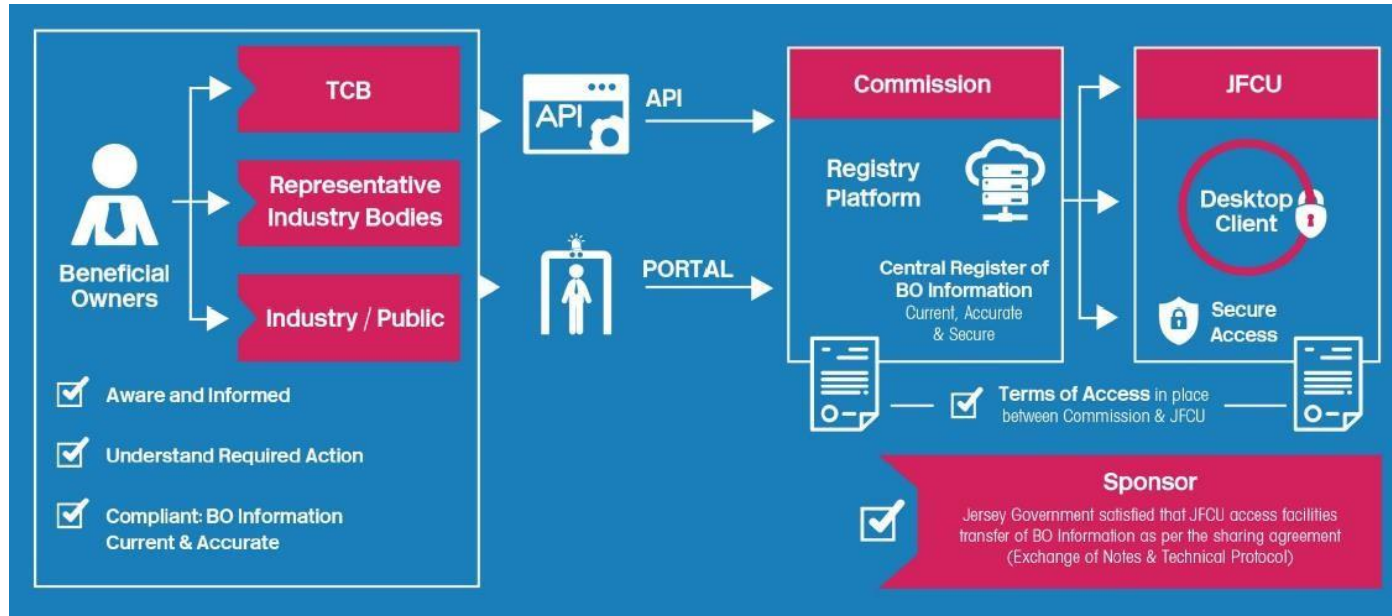 TCB
Representative
Industry Bodies
Industry / Public
Beneficial
Owners
Aware and Informed
Understand Required Action
Compliant: BO Information
Current & Accurate
API
API
PORTAL
Commission
Registry
Platform
Central Register of
BO Information
Current, Accurate
& Secure
JFCU
Desktop
Client
Secure
Access
Terms of Access in place
between Commission & JFCU
Sponsor
Jersey Government satisfied that JFCU access facilities
transfer of BO Information as per the sharing agreement
(Exchange of Notes & Technical Protocol)